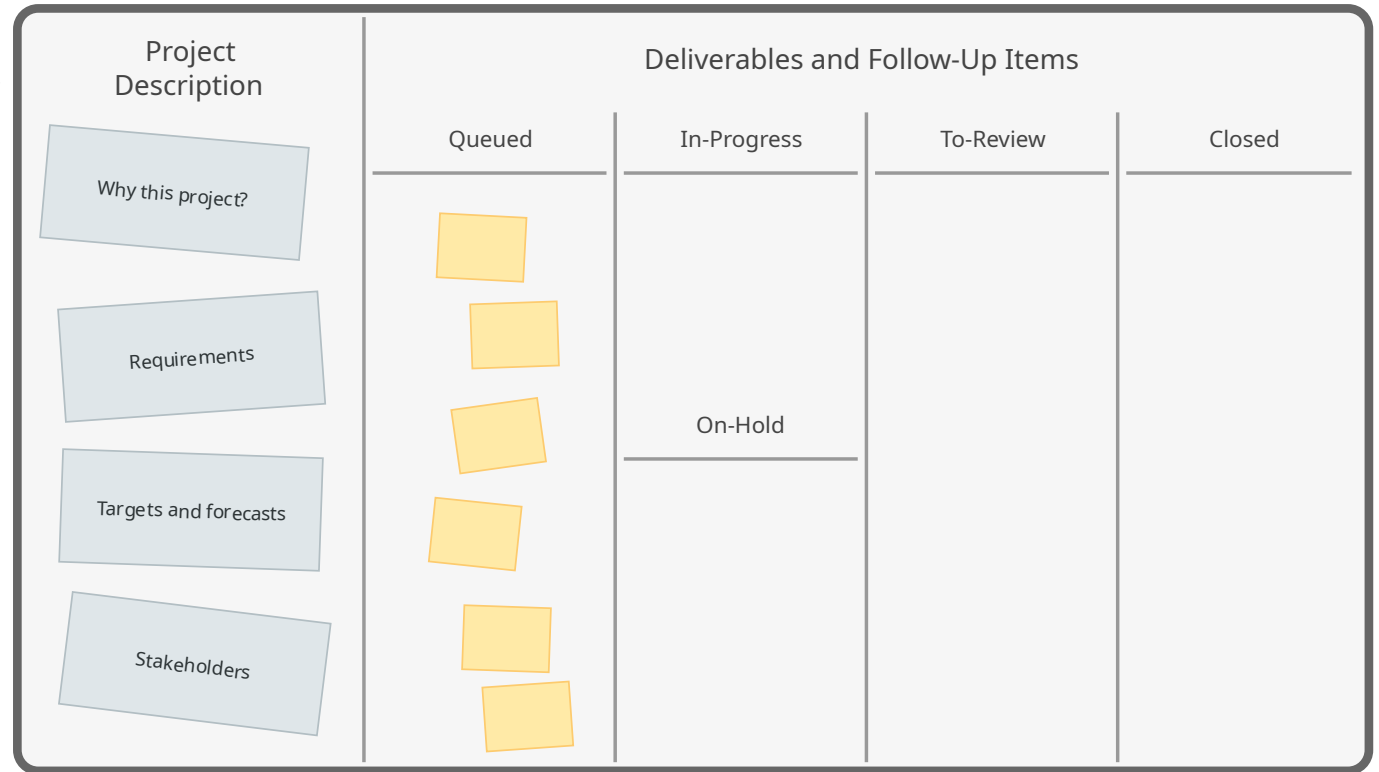 Project
Description
Deliverables and Follow-Up Items
Queued
In-Progress
To-Review
Closed
Why this project?
Requirements
On-Hold
Targets and forecasts
Stakeholders